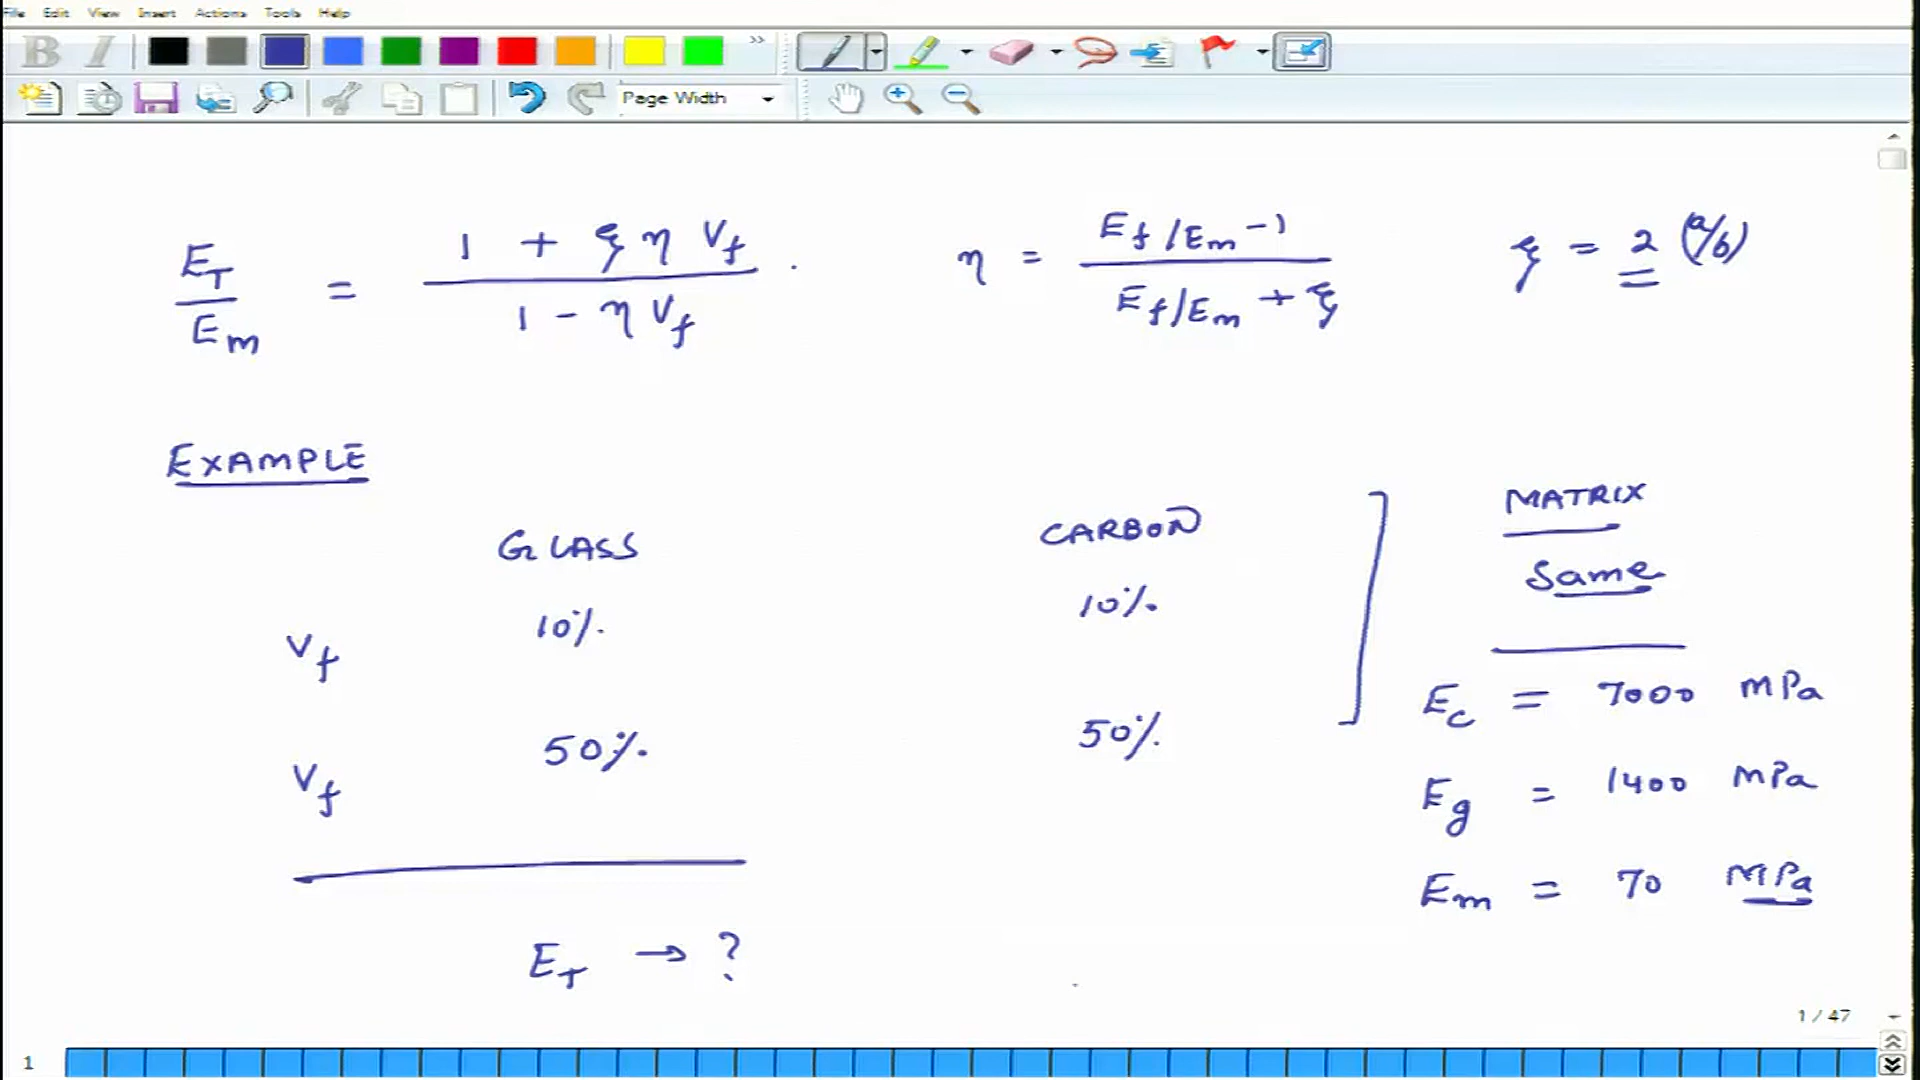 File Edit View Insert Actions Tools Help
B I
Page Width
E_T / E_m = (1 + ξ η V_f) / (1 - η V_f) .
η = (E_f/E_m - 1) / (E_f/E_m + ξ)
ξ = 2 (a/b)
EXAMPLE
GLASS CARBON MATRIX
Same
V_f 10% 10%
V_f 50% 50%
E_c = 7000 MPa
E_g = 1400 MPa
E_m = 70 MPa
E_T → ?
1 / 47
1